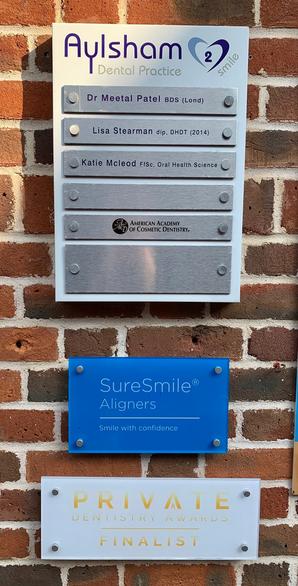 Aylsham
Dental Practice
2
smile
Dr Meetal Patel BDS (Lond)
Lisa Stearman dip, DHDT (2014)
Katie Mcleod FfSc, Oral Health Science
AMERICAN ACADEMY
OF COSMETIC DENTISTRY®
SureSmile®
Aligners
Smile with confidence
PRIVATE
DENTISTRY AWARDS
FINALIST